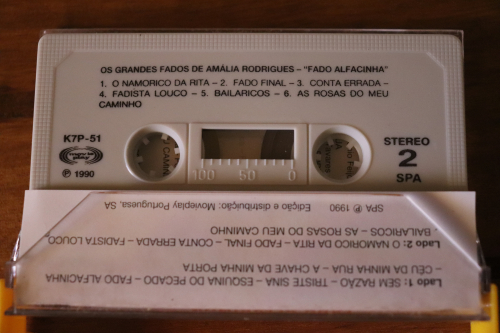 OS GRANDES FADOS DE AMÁLIA RODRIGUES – "FADO ALFACINHA"
1. O NAMORICO DA RITA – 2. FADO FINAL – 3. CONTA ERRADA –
4. FADISTA LOUCO – 5. BAILARICOS – 6. AS ROSAS DO MEU
CAMINHO
K7P-51
STEREO
2
SPA
℗ 1990
100 50 0
Lado 1: SEM RAZÃO – TRISTE SINA – ESQUINA DO PECADO – FADO ALFACINHA
– CÉU DA MINHA RUA – A CHAVE DA MINHA PORTA
Lado 2: O NAMORICO DA RITA – FADO FINAL – CONTA ERRADA – FADISTA LOUCO
- BAILARICOS – AS ROSAS DO MEU CAMINHO
SPA ℗ 1990 Edição e distribuição: Movieplay Portuguesa, SA